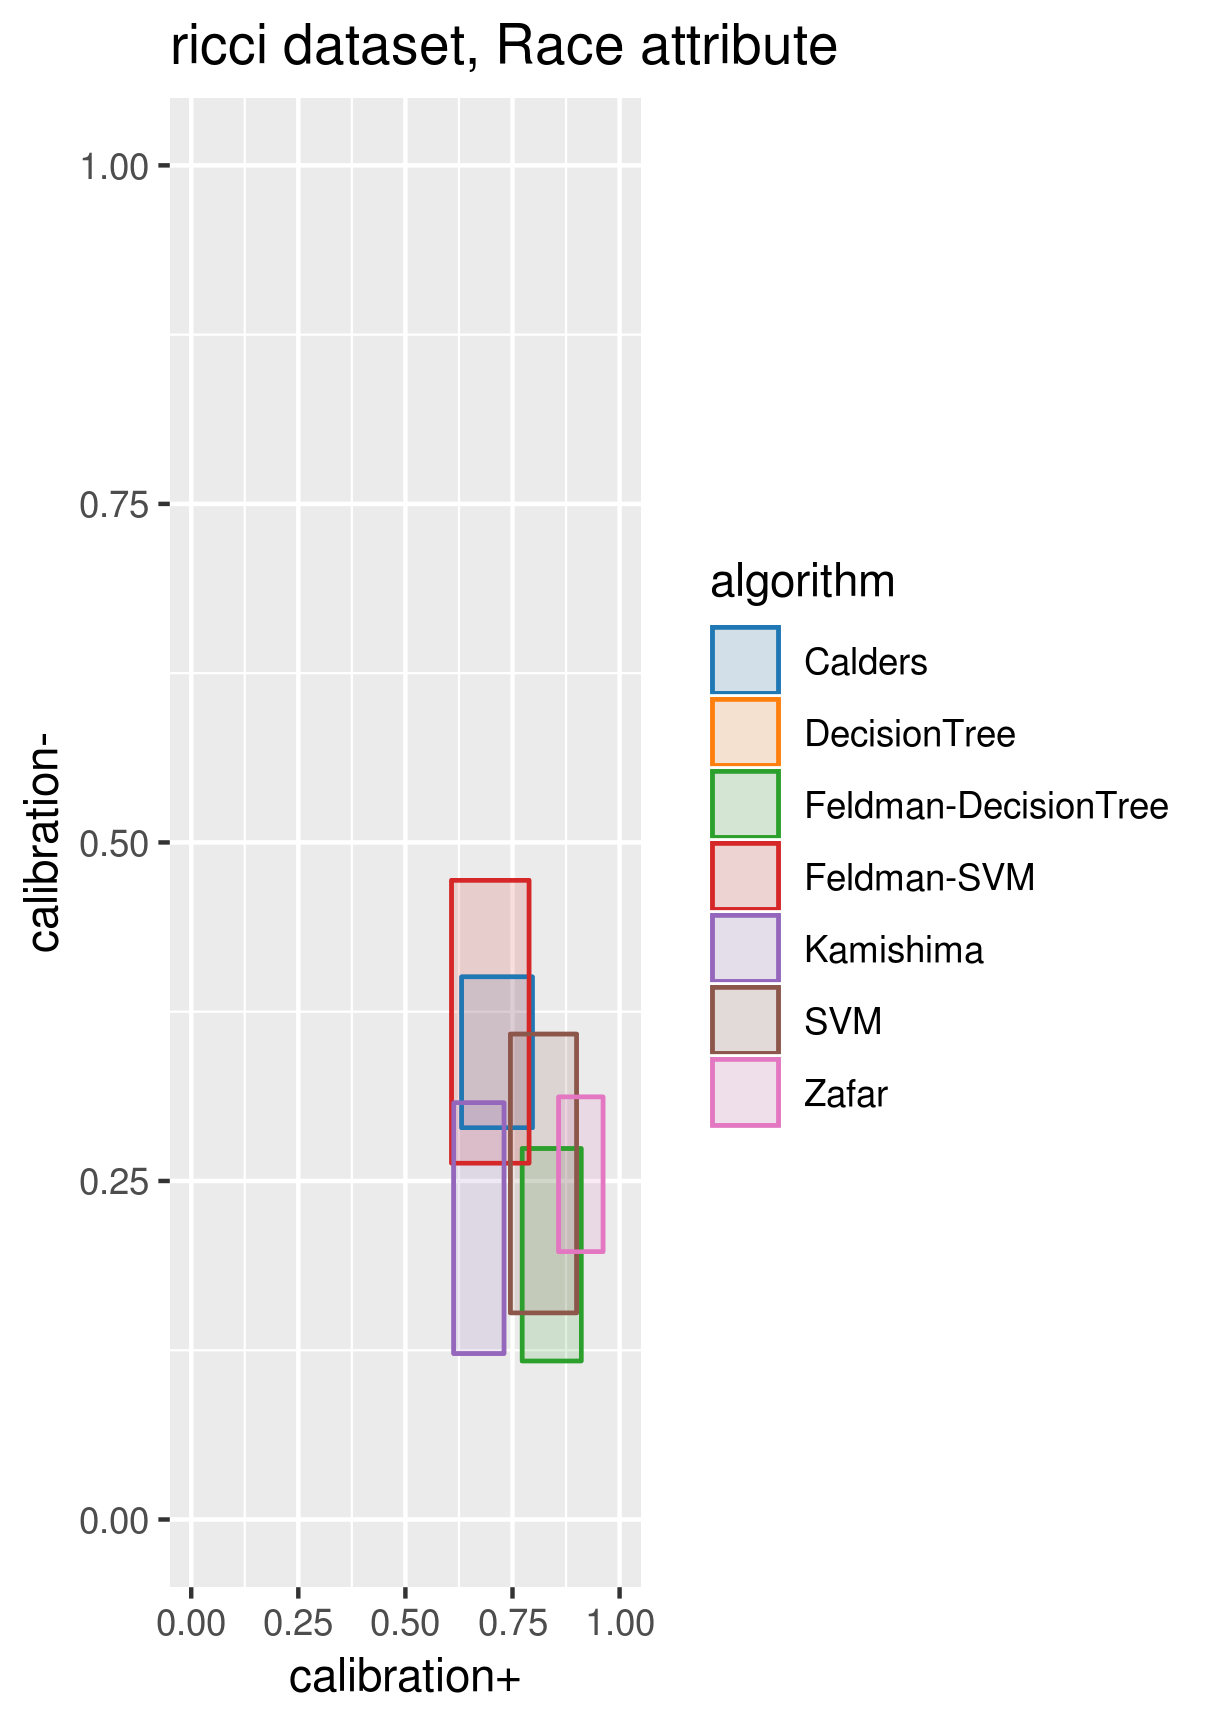 ricci dataset, Race attribute
calibration-
1.00
0.75
0.50
0.25
0.00
0.00 0.25 0.50 0.75 1.00
calibration+
algorithm
Calders
DecisionTree
Feldman-DecisionTree
Feldman-SVM
Kamishima
SVM
Zafar